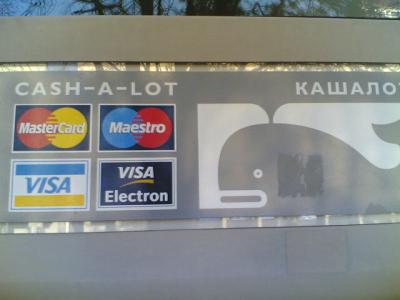 CASH-A-LOT
КАШАЛОТ
MasterCard
Maestro
VISA
VISA
Electron